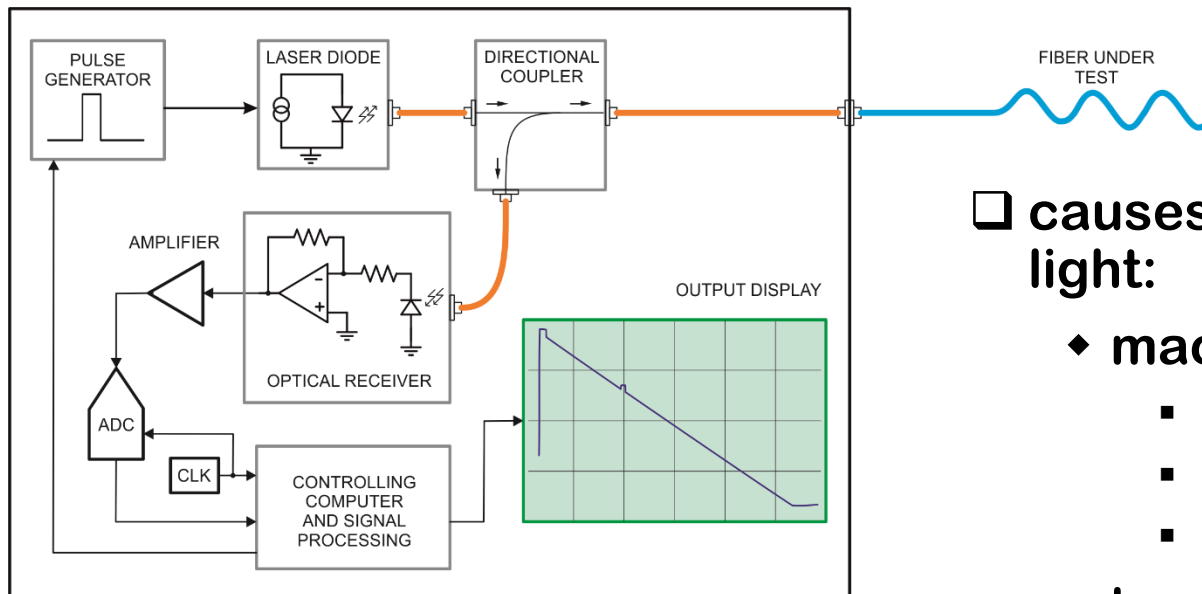 PULSE
GENERATOR
LASER DIODE
DIRECTIONAL
COUPLER
FIBER UNDER
TEST
AMPLIFIER
OPTICAL RECEIVER
OUTPUT DISPLAY
ADC
CLK
CONTROLLING
COMPUTER
AND SIGNAL
PROCESSING
❑ causes
light:
◆ mac